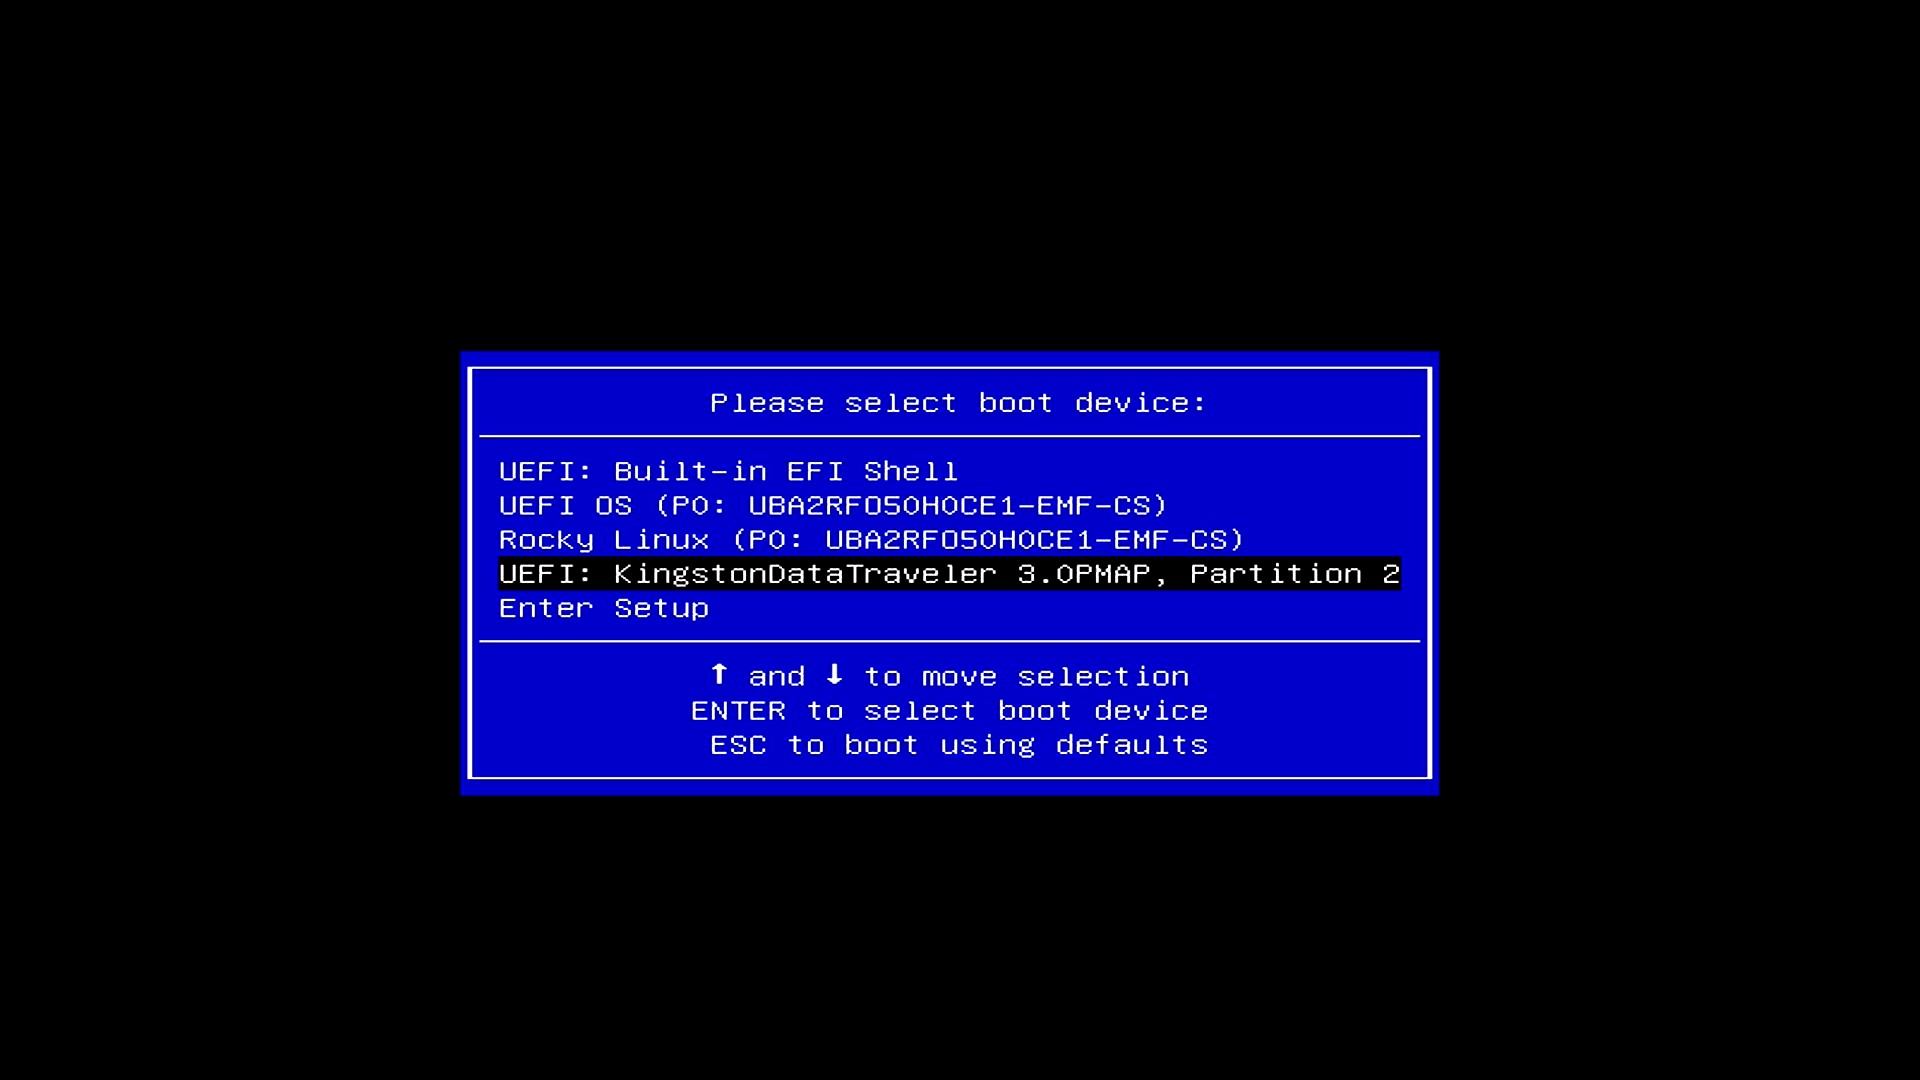 Please select boot device:
UEFI: Built-in EFI Shell
UEFI OS (P0: UBA2RF050H0CE1-EMF-CS)
Rocky Linux (P0: UBA2RF050H0CE1-EMF-CS)
UEFI: KingstonDataTraveler 3.0PMAP, Partition 2
Enter Setup
↑ and ↓ to move selection
ENTER to select boot device
ESC to boot using defaults